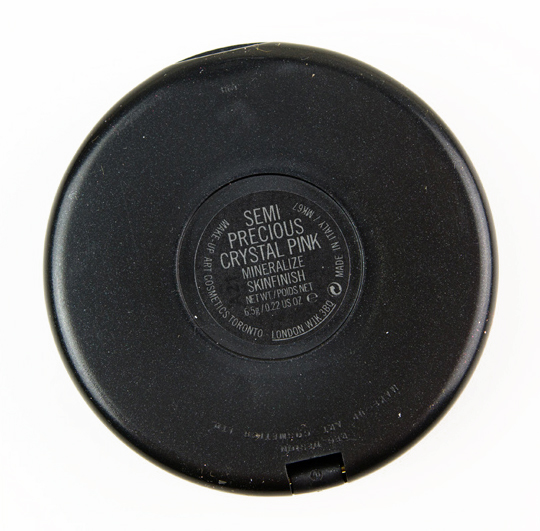 SEMI
PRECIOUS
CRYSTAL PINK
MINERALIZE
SKINFINISH
NET WT/POIDS NET
6.5g/0.22 US OZ ℮
MAKE-UP ART COSMETICS TORONTO · LONDON W1K 3BQ
MADE IN ITALY / MK67